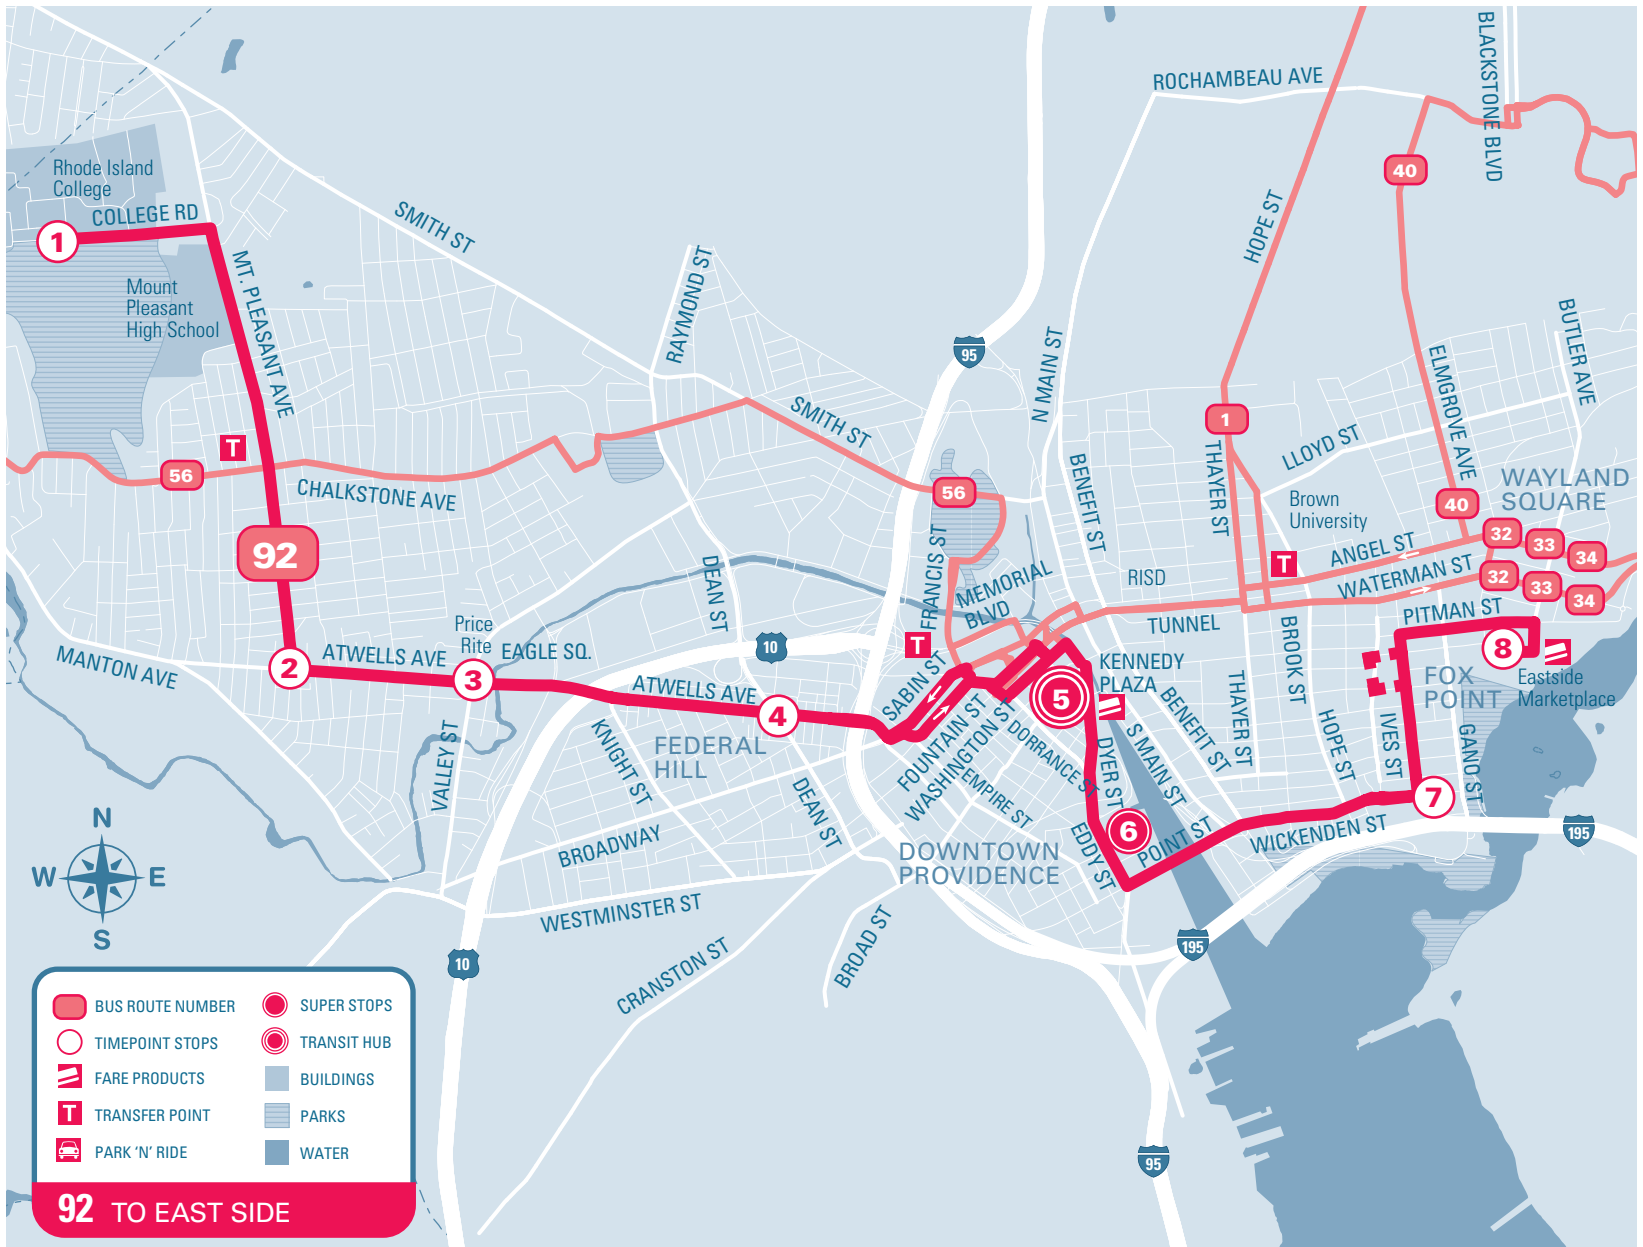 BLACKSTONE BLVD
ROCHAMBEAU AVE
Rhode Island
College
COLLEGE RD
1
40
SMITH ST
HOPE ST
MT. PLEASANT AVE
Mount
Pleasant
High School
RAYMOND ST
95
N MAIN ST
BUTLER AVE
ELMGROVE AVE
SMITH ST
1
T
56
CHALKSTONE AVE
56
BENEFIT ST
THAYER ST
LLOYD ST
Brown
University
WAYLAND
SQUARE
40
32
33
34
92
DEAN ST
FRANCIS ST
MEMORIAL
BLVD
RISD
T
ANGEL ST
WATERMAN ST
32
33
34
PITMAN ST
TUNNEL
Price
Rite
EAGLE SQ.
10
T
MANTON AVE
2
ATWELLS AVE
3
ATWELLS AVE
4
SABIN ST
KENNEDY
PLAZA
5
BROOK ST
8
FOX
POINT
Eastside
Marketplace
VALLEY ST
KNIGHT ST
FEDERAL
HILL
FOUNTAIN ST
WASHINGTON ST
DORRANCE ST
EMPIRE ST
DYER ST
S MAIN ST
BENEFIT ST
THAYER ST
HOPE ST
IVES ST
GANO ST
7
DEAN ST
BROADWAY
DOWNTOWN
PROVIDENCE
EDDY ST
6
POINT ST
WICKENDEN ST
195
N
W
E
S
WESTMINSTER ST
CRANSTON ST
BROAD ST
195
10
95
BUS ROUTE NUMBER
TIMEPOINT STOPS
FARE PRODUCTS
T
TRANSFER POINT
PARK 'N' RIDE
SUPER STOPS
TRANSIT HUB
BUILDINGS
PARKS
WATER
92 TO EAST SIDE